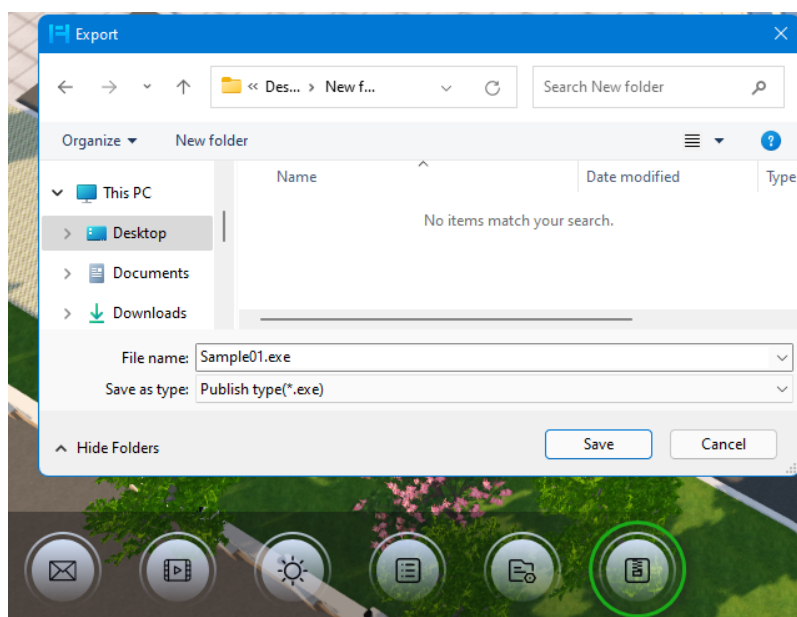 Export
« Des... > New f...
Search New folder
Organize
New folder
?
Name
Date modified
Type
This PC
No items match your search.
Desktop
Documents
Downloads
File name: Sample01.exe
Save as type: Publish type(*.exe)
Hide Folders
Save
Cancel